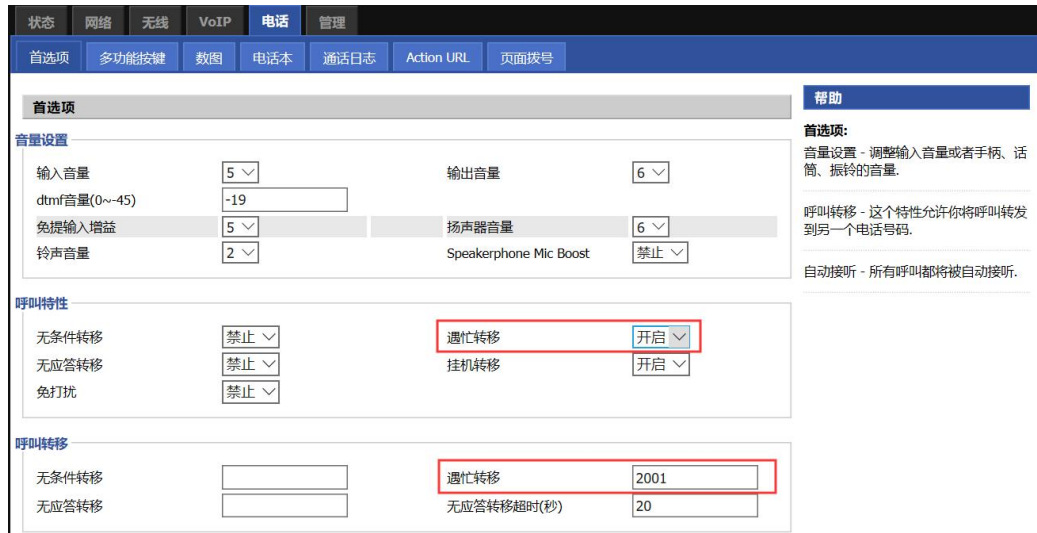 状态 网络 无线 VoIP 电话 管理
首选项 多功能按键 数图 电话本 通话日志 Action URL 页面拨号
首选项
音量设置
输入音量 5 输出音量 6
dtmf音量(0~-45) -19
免提输入增益 5 扬声器音量 6
铃声音量 2 Speakerphone Mic Boost 禁止
呼叫特性
无条件转移 禁止 遇忙转移 开启
无应答转移 禁止 挂机转移 开启
免打扰 禁止
呼叫转移
无条件转移 遇忙转移 2001
无应答转移 无应答转移超时(秒) 20
帮助
首选项:
音量设置 - 调整输入音量或者手柄、话
筒、振铃的音量.
呼叫转移 - 这个特性允许你将呼叫转发
到另一个电话号码.
自动接听 - 所有呼叫都将被自动接听.